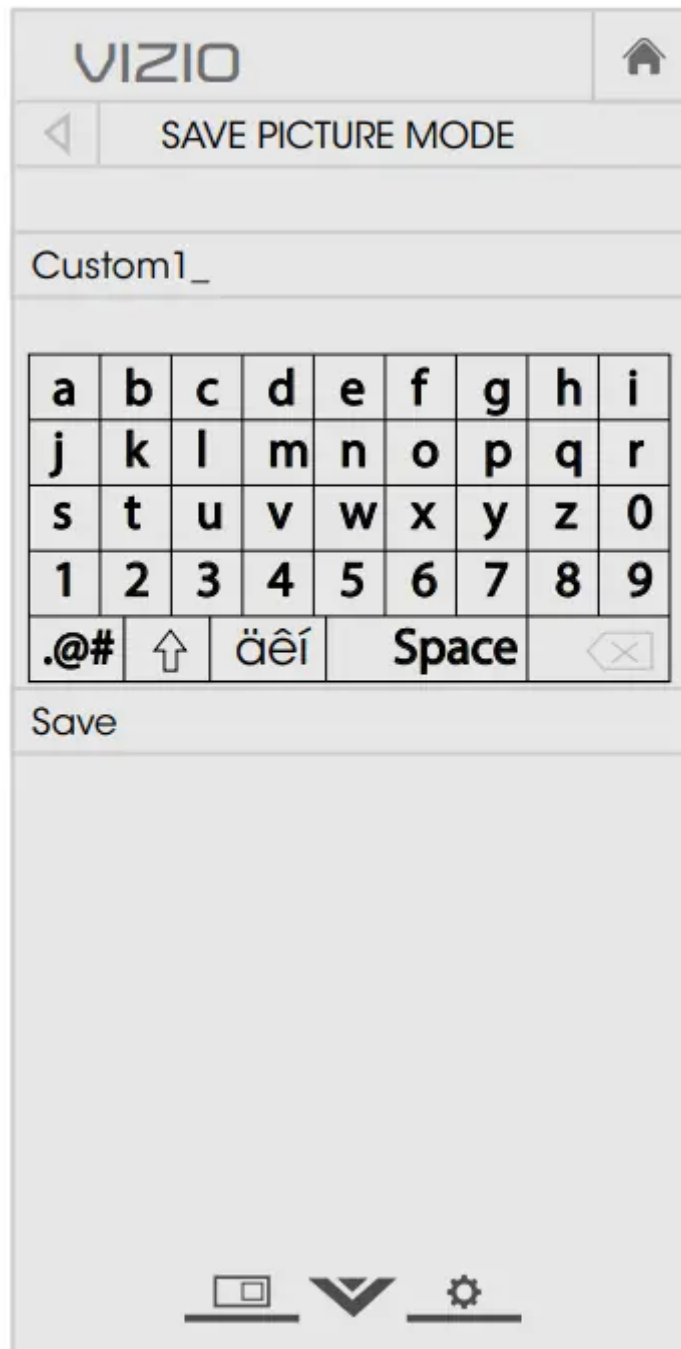 VIZIO
SAVE PICTURE MODE
Custom1_
a b c d e f g h i
j k l m n o p q r
s t u v w x y z 0
1 2 3 4 5 6 7 8 9
.@# äêí Space
Save